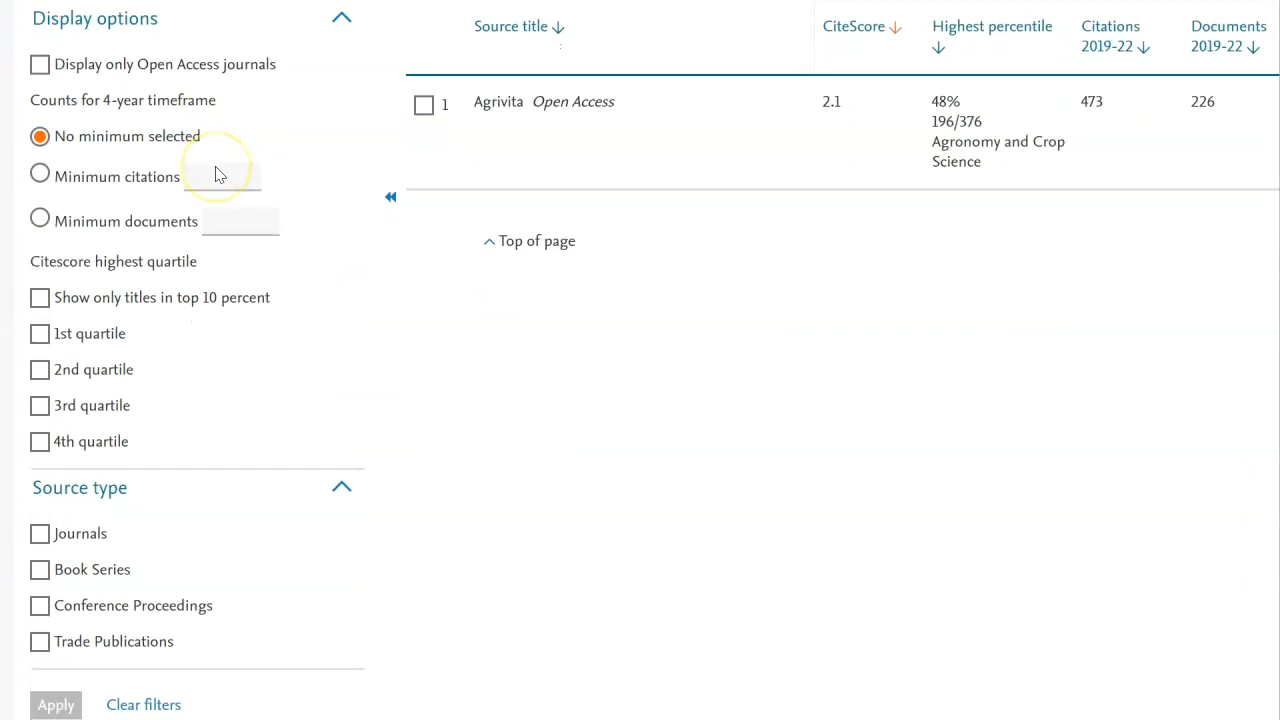 Display options
Display only Open Access journals
Counts for 4-year timeframe
No minimum selected
Minimum citations
Minimum documents
Citescore highest quartile
Show only titles in top 10 percent
1st quartile
2nd quartile
3rd quartile
4th quartile
Source type
Journals
Book Series
Conference Proceedings
Trade Publications
Apply Clear filters
Source title ↓ CiteScore ↓ Highest percentile ↓ Citations 2019-22 ↓ Documents 2019-22 ↓
1 Agrivita Open Access 2.1 48% 473 226
196/376
Agronomy and Crop
Science
Top of page